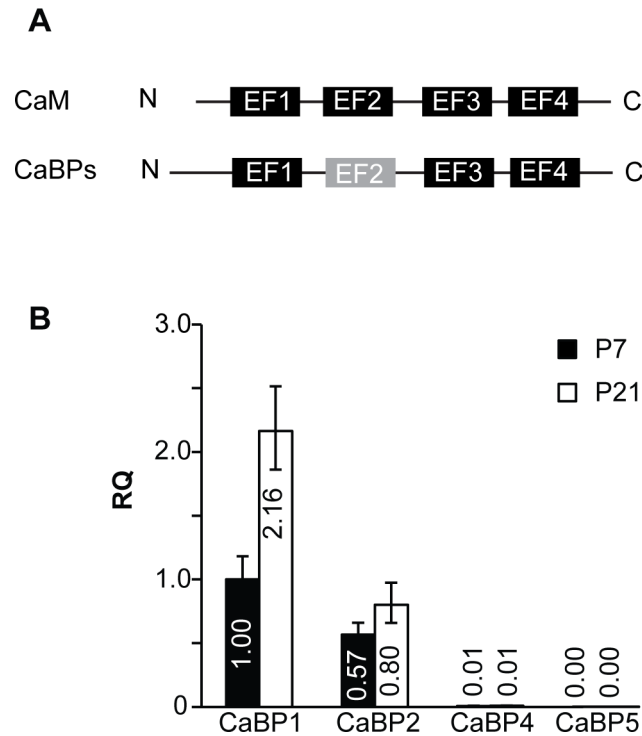 A
CaM N EF1 EF2 EF3 EF4 C
CaBPs N EF1 EF2 EF3 EF4 C
B
3.0
2.0
1.0
0
RQ
P7
P21
1.00 2.16 0.57 0.80 0.01 0.01 0.00 0.00
CaBP1 CaBP2 CaBP4 CaBP5